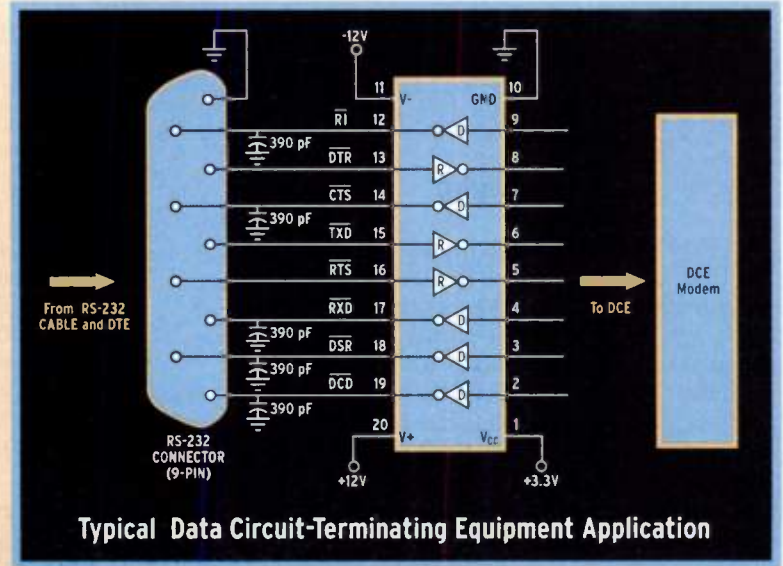 -12V
11
V-
GND
10
RI
12
D
9
390 pF
DTR
13
R
8
CTS
14
D
7
390 pF
TXD
15
R
6
RTS
16
R
5
From RS-232
CABLE and DTE
To DCE
DCE
Modem
RXD
17
D
4
390 pF
DSR
18
D
3
390 pF
DCD
19
D
2
390 pF
20
V+
VCC
1
RS-232
CONNECTOR
(9-PIN)
+12V
+3.3V
Typical Data Circuit-Terminating Equipment Application